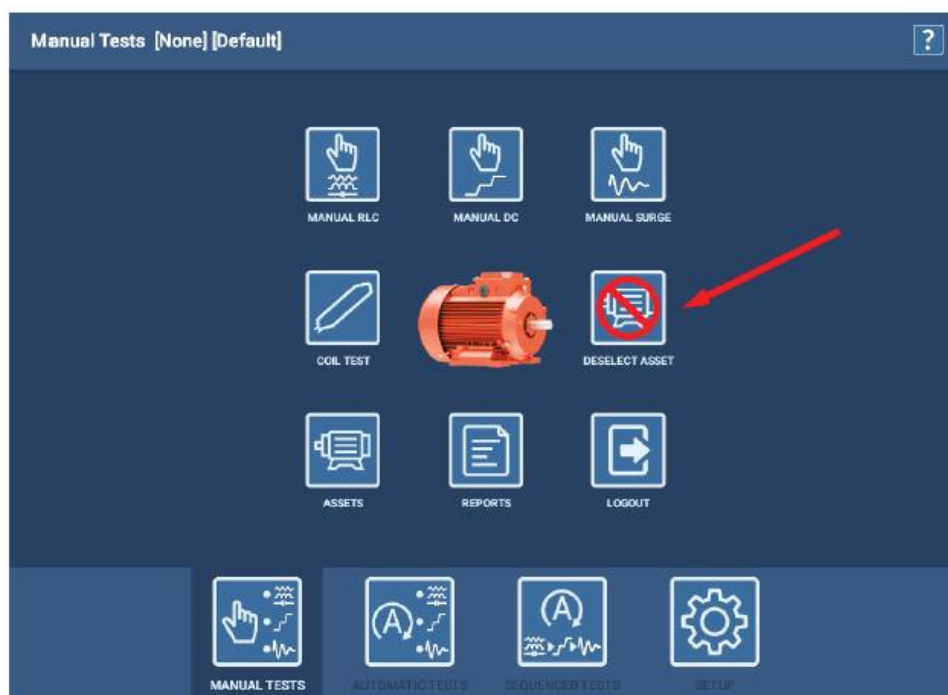 Manual Tests [None] [Default]
?
MANUAL RLC
MANUAL DC
MANUAL SURGE
COIL TEST
DESELECT ASSET
ASSETS
REPORTS
LOGOUT
A
A
MANUAL TESTS
AUTOMATIC TESTS
SEQUENCED TESTS
SETUP